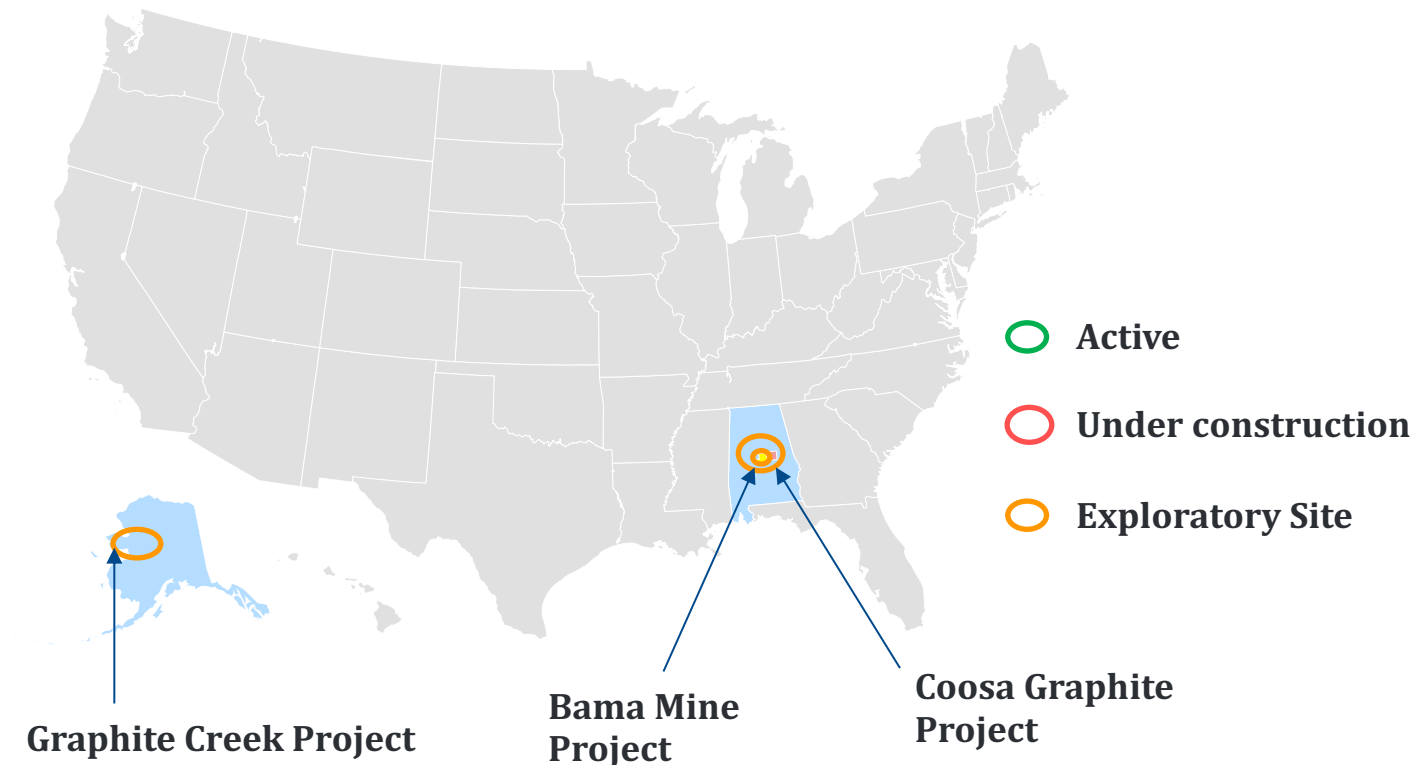 Active
Under construction
Exploratory Site
Graphite Creek Project
Bama Mine
Project
Coosa Graphite
Project